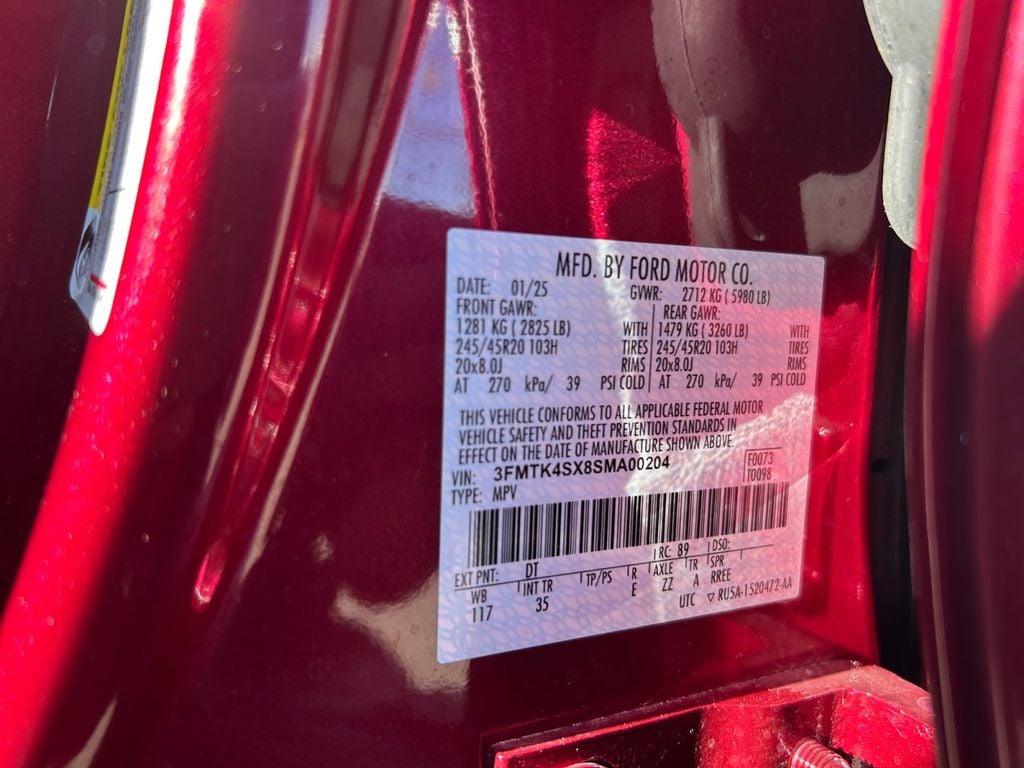 MFD. BY FORD MOTOR CO.
DATE: 01/25 GVWR: 2712 KG ( 5980 LB)
FRONT GAWR: REAR GAWR:
1281 KG ( 2825 LB) WITH 1479 KG ( 3260 LB) WITH
245/45R20 103H TIRES 245/45R20 103H TIRES
20x8.0J RIMS 20x8.0J RIMS
AT 270 kPa/ 39 PSI COLD AT 270 kPa/ 39 PSI COLD
THIS VEHICLE CONFORMS TO ALL APPLICABLE FEDERAL MOTOR
VEHICLE SAFETY AND THEFT PREVENTION STANDARDS IN
EFFECT ON THE DATE OF MANUFACTURE SHOWN ABOVE.
VIN: 3FMTK4SX8SMA00204 F0073
TYPE: MPV T0098
EXT PNT: DT RC: 89 DSO:
WB INT TR TP/PS R AXLE TR SPR
117 35 E ZZ A RREE
UTC ▽ RU5A-1520472-AA